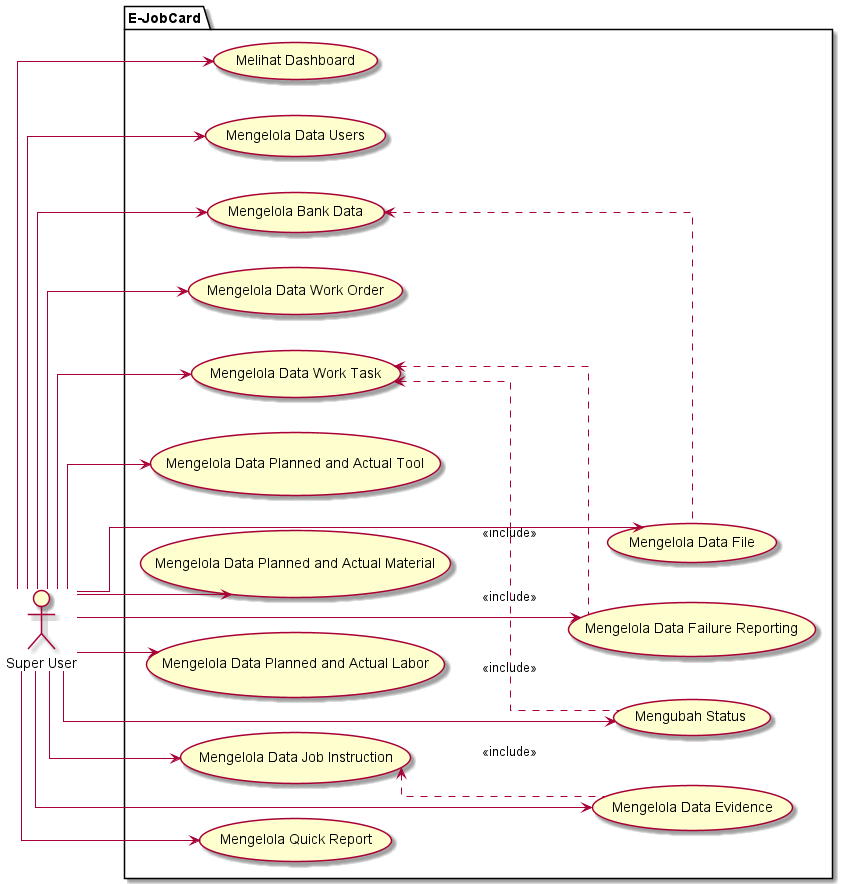 E-JobCard
Melihat Dashboard
Mengelola Data Users
Mengelola Bank Data
Mengelola Data Work Order
Mengelola Data Work Task
Mengelola Data Planned and Actual Tool
«include»
Mengelola Data File
Mengelola Data Planned and Actual Material
«include»
Mengelola Data Failure Reporting
Super User
Mengelola Data Planned and Actual Labor
«include»
Mengubah Status
Mengelola Data Job Instruction
«include»
Mengelola Data Evidence
Mengelola Quick Report